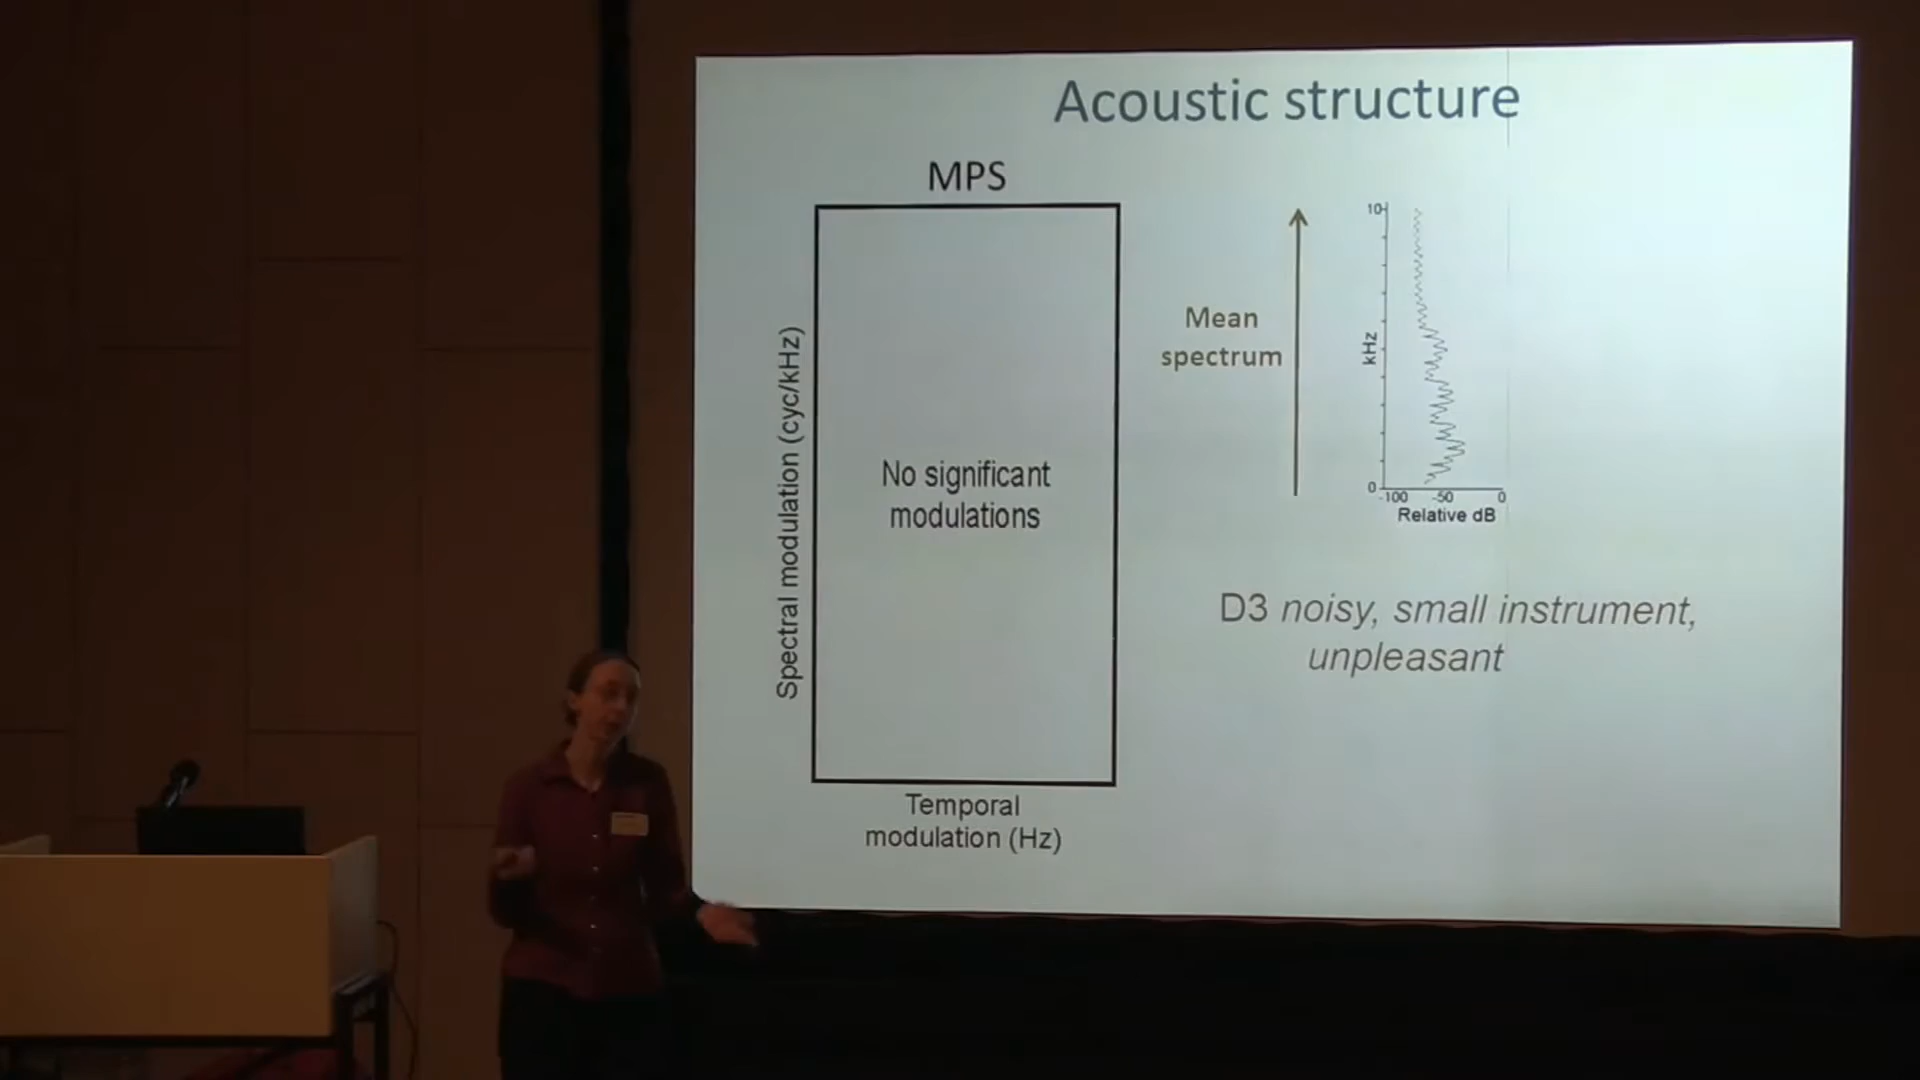 Acoustic structure
MPS
Spectral modulation (cyc/kHz)
No significant
modulations
Temporal
modulation (Hz)
Mean
spectrum
10
kHz
0
-100 -50 0
Relative dB
D3 noisy, small instrument,
unpleasant